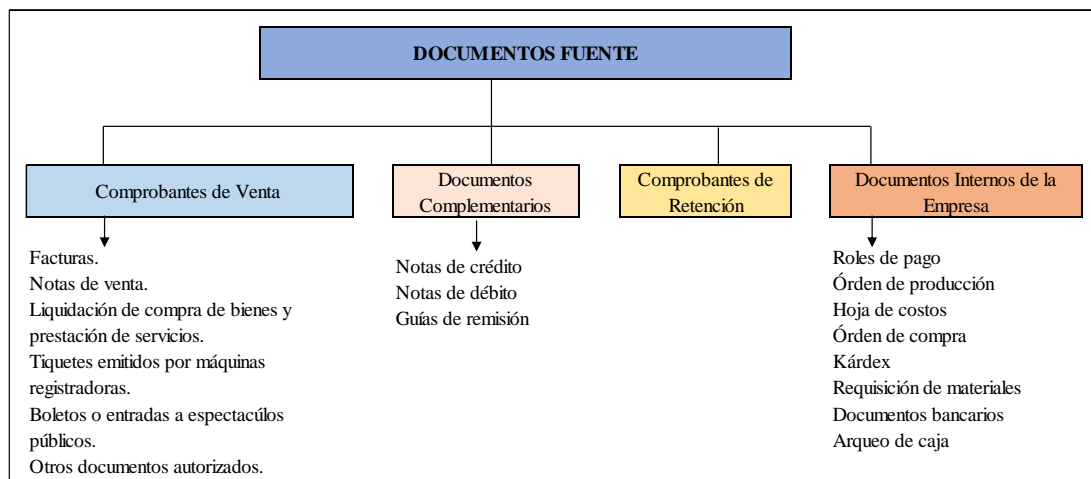 DOCUMENTOS FUENTE
Comprobantes de Venta
Facturas.
Notas de venta.
Liquidación de compra de bienes y
prestación de servicios.
Tiquetes emitidos por máquinas
registradoras.
Boletos o entradas a espectacúlos
públicos.
Otros documentos autorizados.
Documentos
Complementarios
Notas de crédito
Notas de débito
Guías de remisión
Comprobantes de
Retención
Documentos Internos de la
Empresa
Roles de pago
Órden de producción
Hoja de costos
Órden de compra
Kárdex
Requisición de materiales
Documentos bancarios
Arqueo de caja